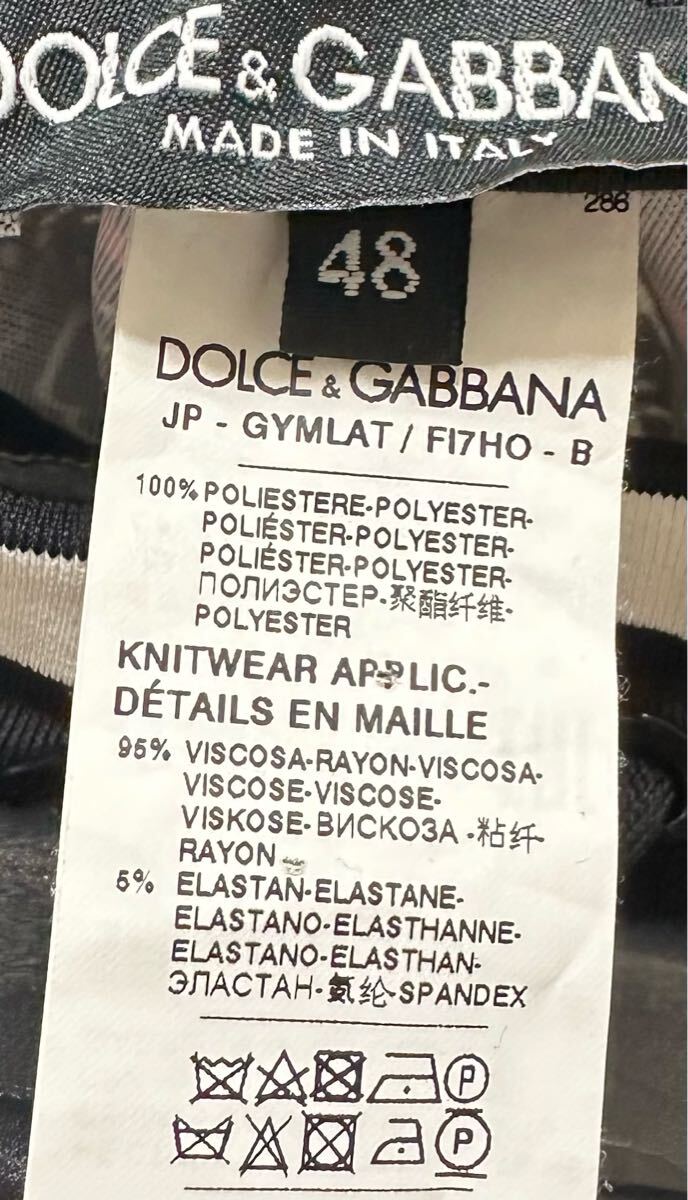 DOLCE & GABBAN
MADE IN ITALY
286
48
DOLCE & GABBANA
JP - GYMLAT / FI7HO - B
100% POLIESTERE-POLYESTER-
POLIÉSTER-POLYESTER-
POLIÉSTER-POLYESTER-
ПОЛИЭСТЕР-聚酯纤维-
POLYESTER
KNITWEAR APPLIC.-
DÉTAILS EN MAILLE
95% VISCOSA-RAYON-VISCOSA-
VISCOSE-VISCOSE-
VISKOSE-ВИСКОЗА-粘纤-
RAYON
5% ELASTAN-ELASTANE-
ELASTANO-ELASTHANNE-
ELASTANO-ELASTHAN-
ЭЛАСТАН-氨纶-SPANDEX
P
P